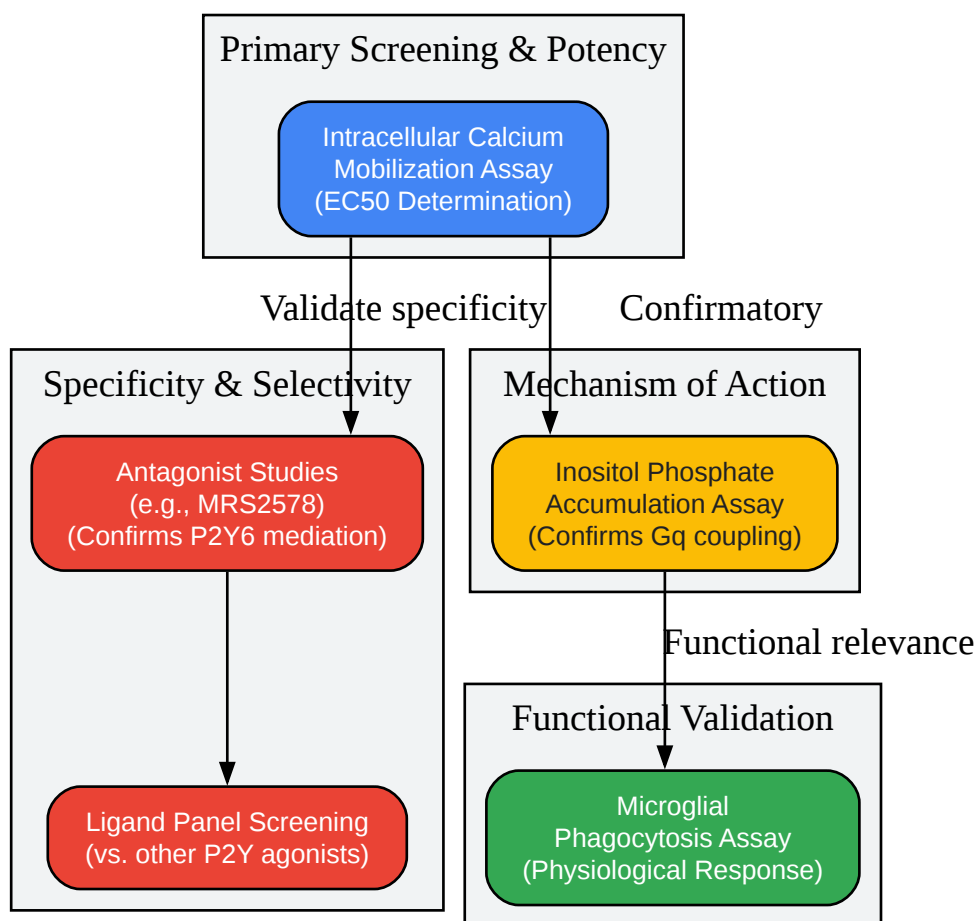 Primary Screening & Potency
Intracellular Calcium
Mobilization Assay
(EC50 Determination)
Validate specificity
Confirmatory
Specificity & Selectivity
Antagonist Studies
(e.g., MRS2578)
(Confirms P2Y6 mediation)
Ligand Panel Screening
(vs. other P2Y agonists)
Mechanism of Action
Inositol Phosphate
Accumulation Assay
(Confirms Gq coupling)
Functional relevance
Functional Validation
Microglial
Phagocytosis Assay
(Physiological Response)